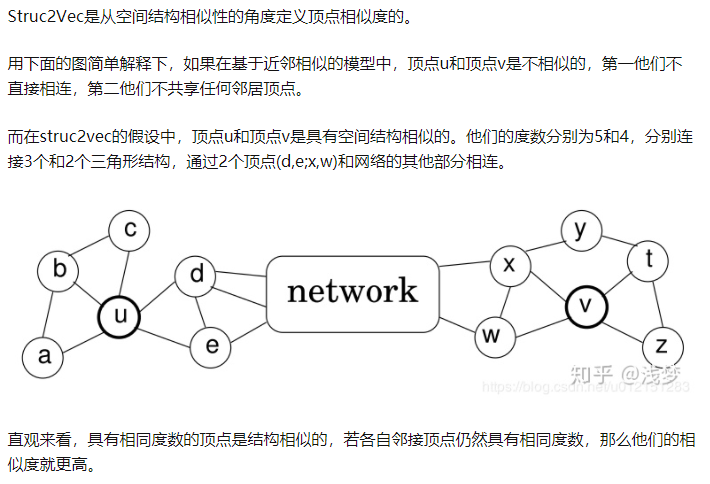 Struc2Vec是从空间结构相似性的角度定义顶点相似度的。
用下面的图简单解释下，如果在基于近邻相似的模型中，顶点u和顶点v是不相似的，第一他们不
直接相连，第二他们不共享任何邻居顶点。
而在struc2vec的假设中，顶点u和顶点v是具有空间结构相似的。他们的度数分别为5和4，分别连
接3个和2个三角形结构，通过2个顶点(d,e;x,w)和网络的其他部分相连。
c
y
b
d
x
t
network
u
v
a
e
w
z
知乎 @浅梦
直观来看，具有相同度数的顶点是结构相似的，若各自邻接顶点仍然具有相同度数，那么他们的相
似度就更高。